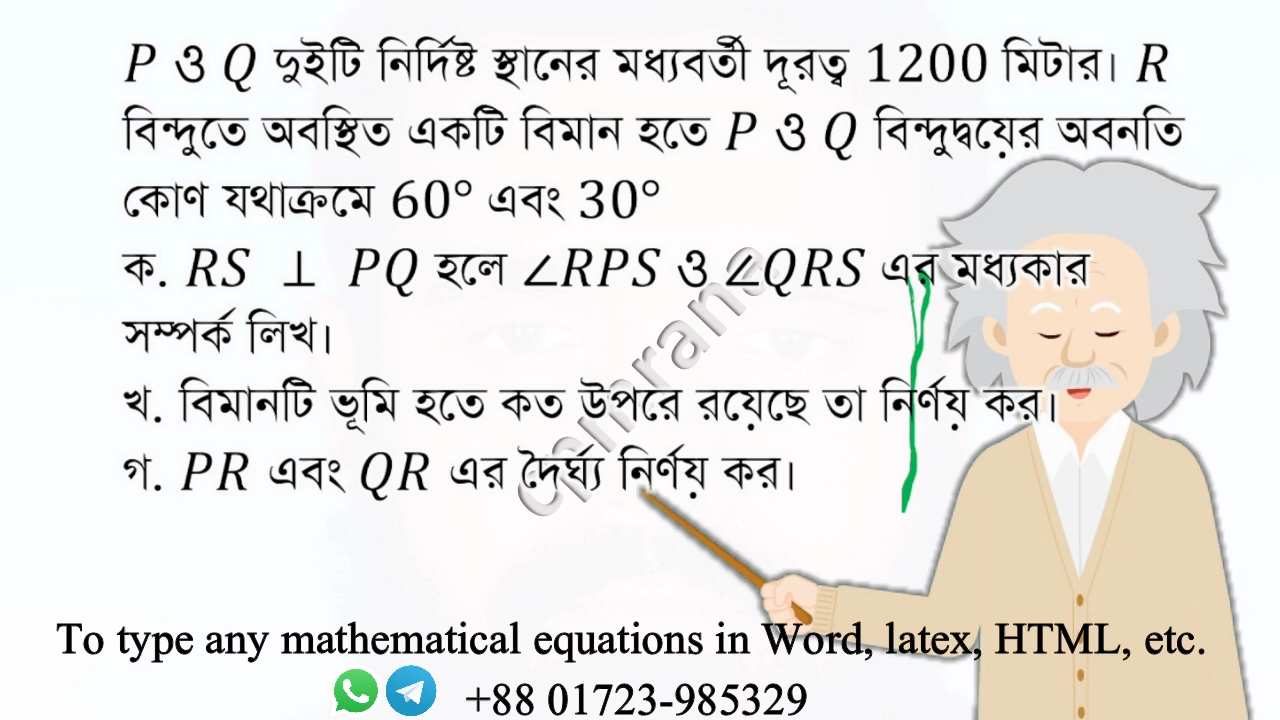 P ও Q দুইটি নির্দিষ্ট স্থানের মধ্যবর্তী দূরত্ব 1200 মিটার। R
বিন্দুতে অবস্থিত একটি বিমান হতে P ও Q বিন্দুদ্বয়ের অবনতি
কোণ যথাক্রমে 60° এবং 30°
ক. RS ⊥ PQ হলে ∠RPS ও ∠QRS এর মধ্যকার
সম্পর্ক লিখ।
খ. বিমানটি ভূমি হতে কত উপরে রয়েছে তা নির্ণয় কর।
গ. PR এবং QR এর দৈর্ঘ্য নির্ণয় কর।
To type any mathematical equations in Word, latex, HTML, etc.
+88 01723-985329